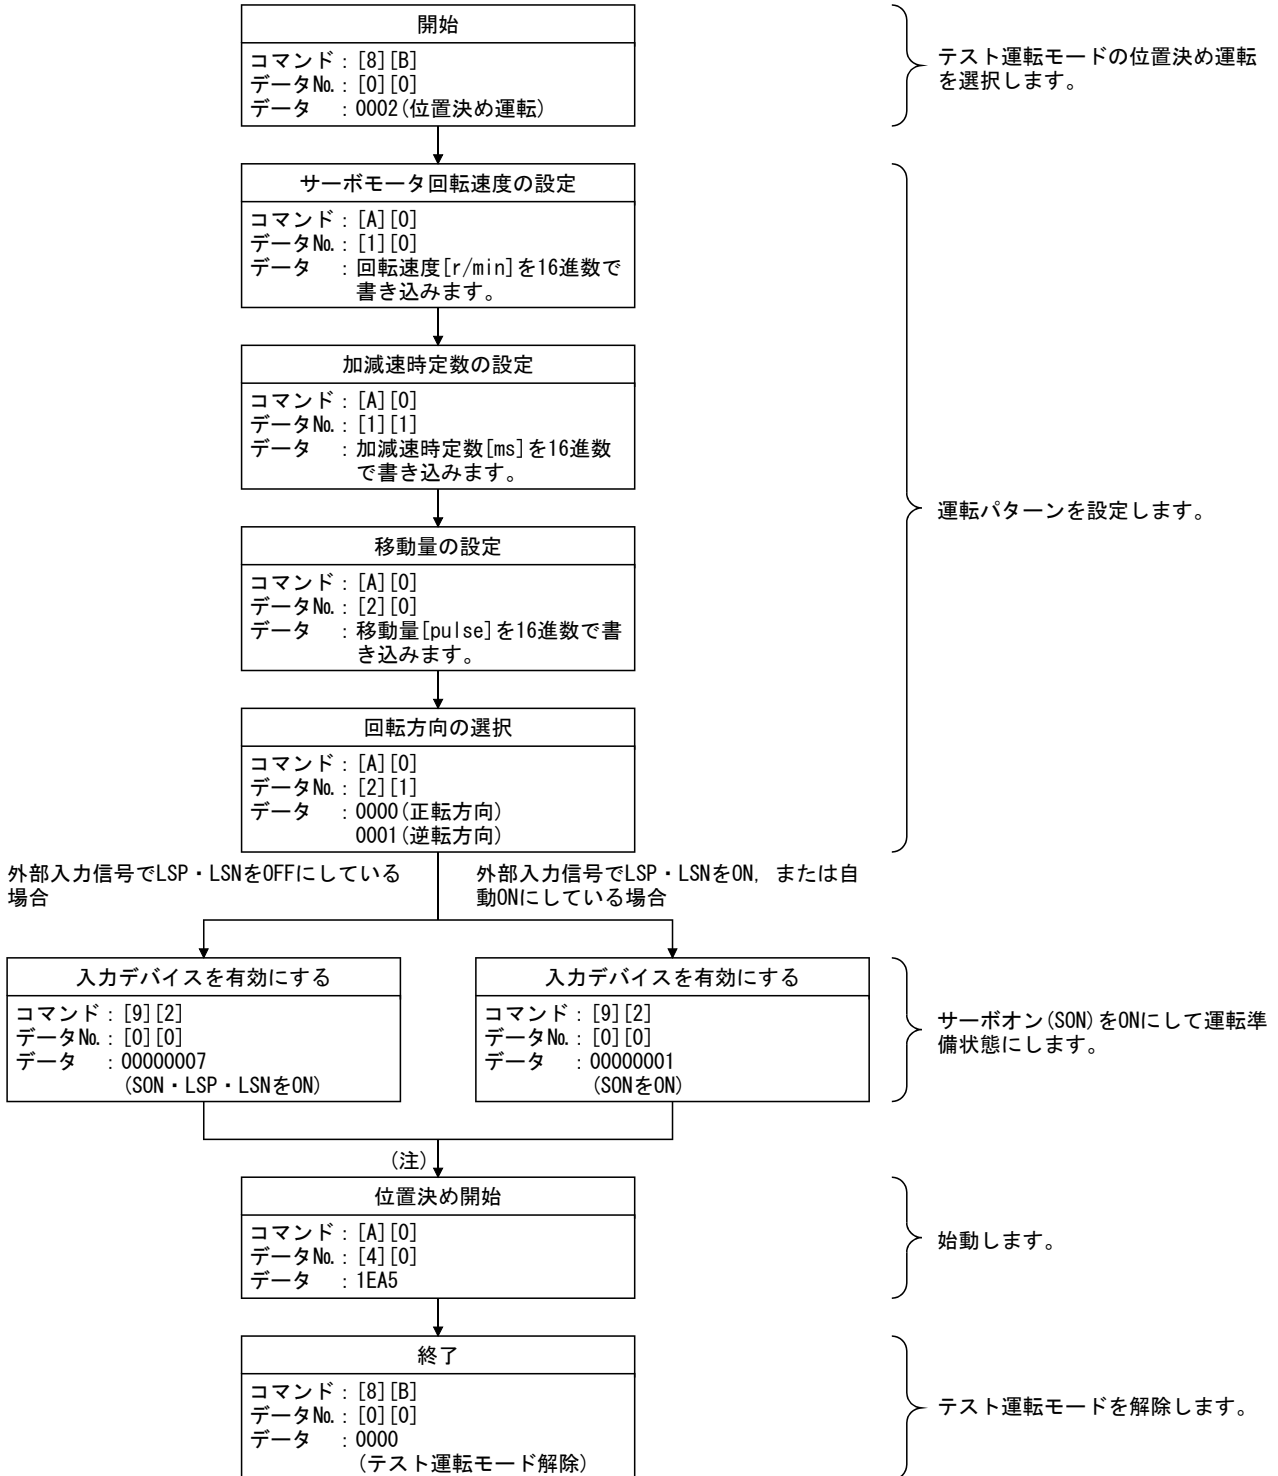 開始
コマンド：[8][B]
データNo.：[0][0]
データ　：0002(位置決め運転)
テスト運転モードの位置決め運転
を選択します。
サーボモータ回転速度の設定
コマンド：[A][0]
データNo.：[1][0]
データ　：回転速度[r/min]を16進数で
書き込みます。
加減速時定数の設定
コマンド：[A][0]
データNo.：[1][1]
データ　：加減速時定数[ms]を16進数
で書き込みます。
運転パターンを設定します。
移動量の設定
コマンド：[A][0]
データNo.：[2][0]
データ　：移動量[pulse]を16進数で書
き込みます。
回転方向の選択
コマンド：[A][0]
データNo.：[2][1]
データ　：0000(正転方向)
0001(逆転方向)
外部入力信号でLSP・LSNをOFFにしている
場合
外部入力信号でLSP・LSNをON，または自
動ONにしている場合
入力デバイスを有効にする
コマンド：[9][2]
データNo.：[0][0]
データ　：00000007
(SON・LSP・LSNをON)
入力デバイスを有効にする
コマンド：[9][2]
データNo.：[0][0]
データ　：00000001
(SONをON)
サーボオン(SON)をONにして運転準
備状態にします。
(注)
位置決め開始
コマンド：[A][0]
データNo.：[4][0]
データ　：1EA5
始動します。
終了
コマンド：[8][B]
データNo.：[0][0]
データ　：0000
(テスト運転モード解除)
テスト運転モードを解除します。